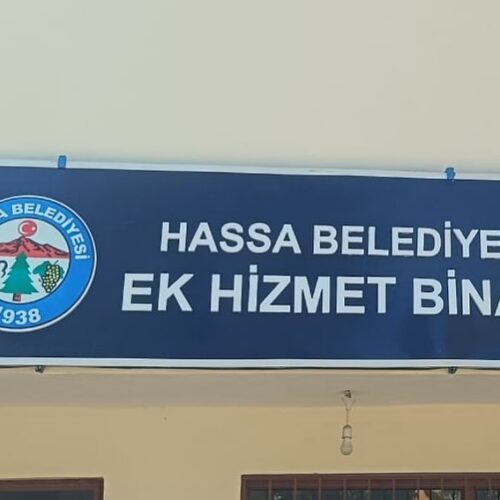 HASSA BELEDİYE
EK HİZMET BİNA
A BELEDİYESİ
1938